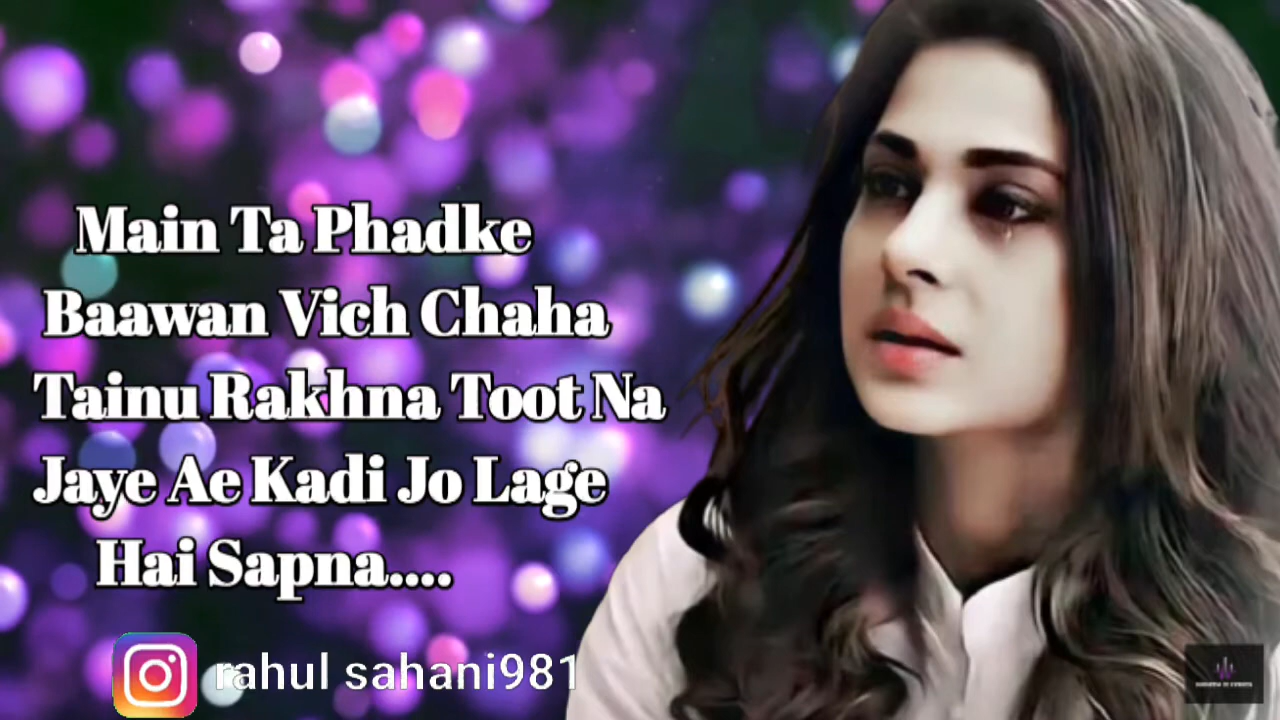 Main Ta Phadke
Baawan Vich Chaha
Tainu Rakhna Toot Na
Jaye Ae Kadi Jo Lage
Hai Sapna....
rahul sahani981